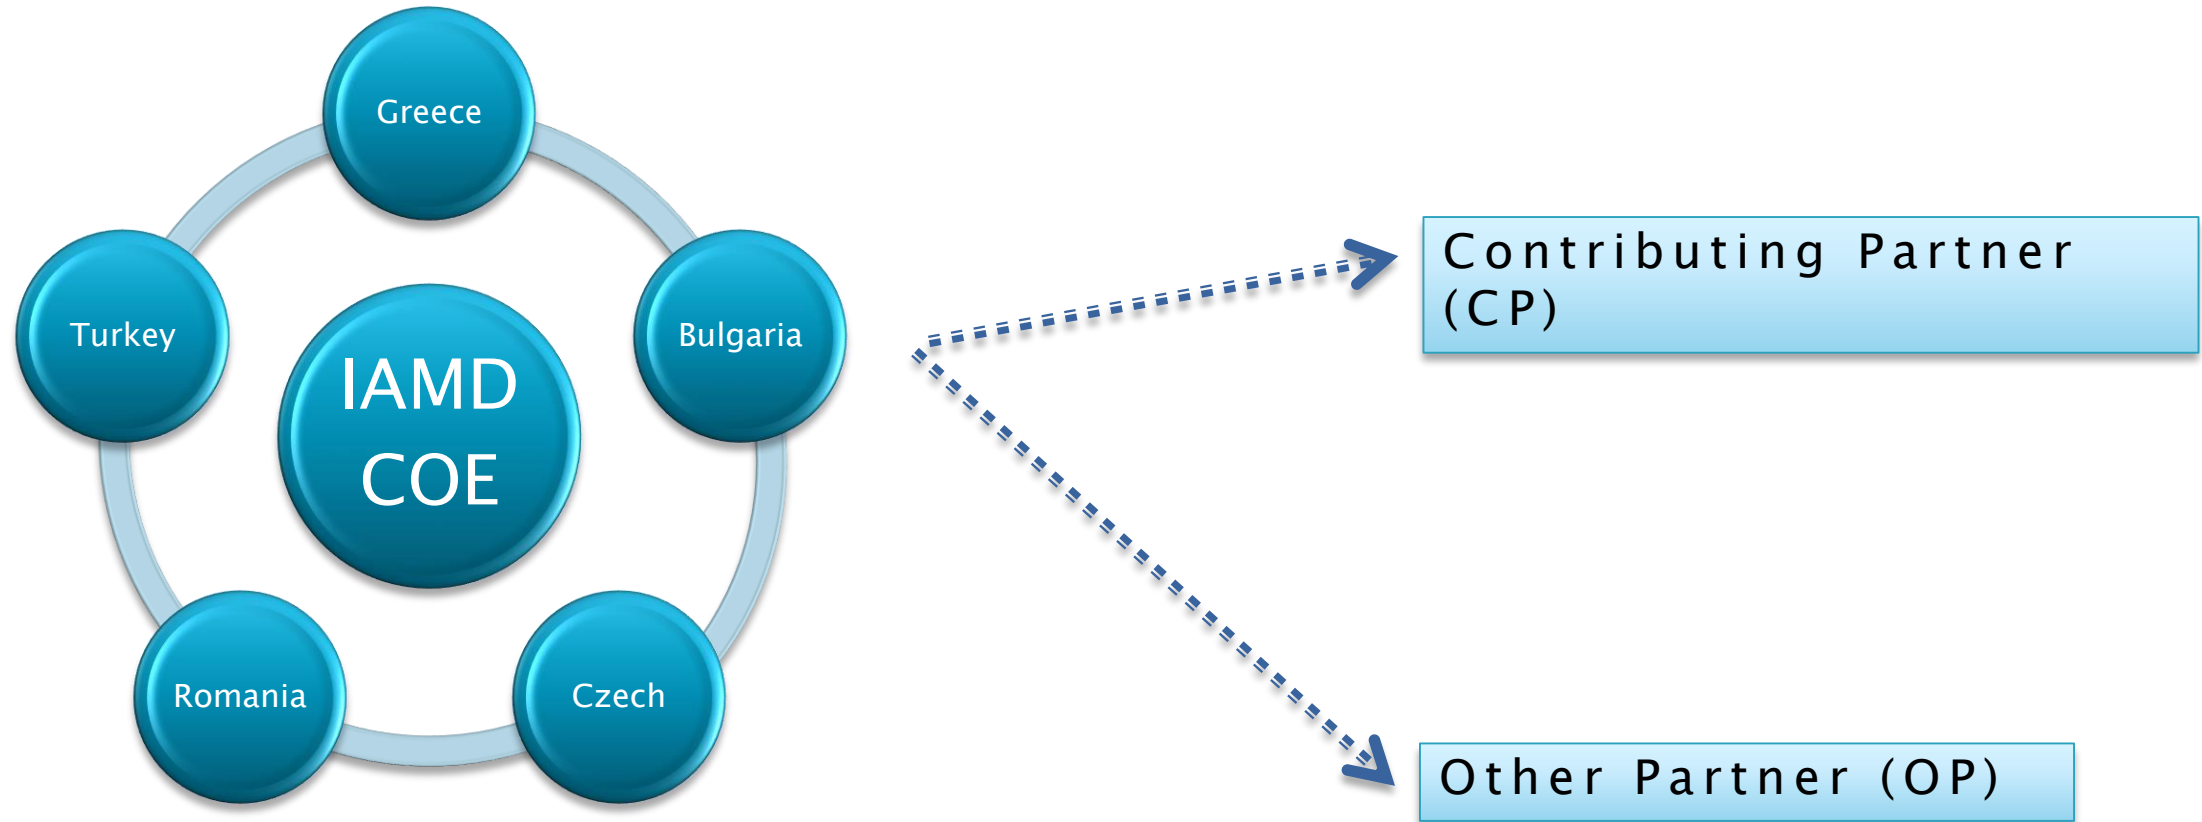 Greece
Turkey
Bulgaria
IAMD
COE
Romania
Czech
Contributing Partner
(CP)
Other Partner (OP)